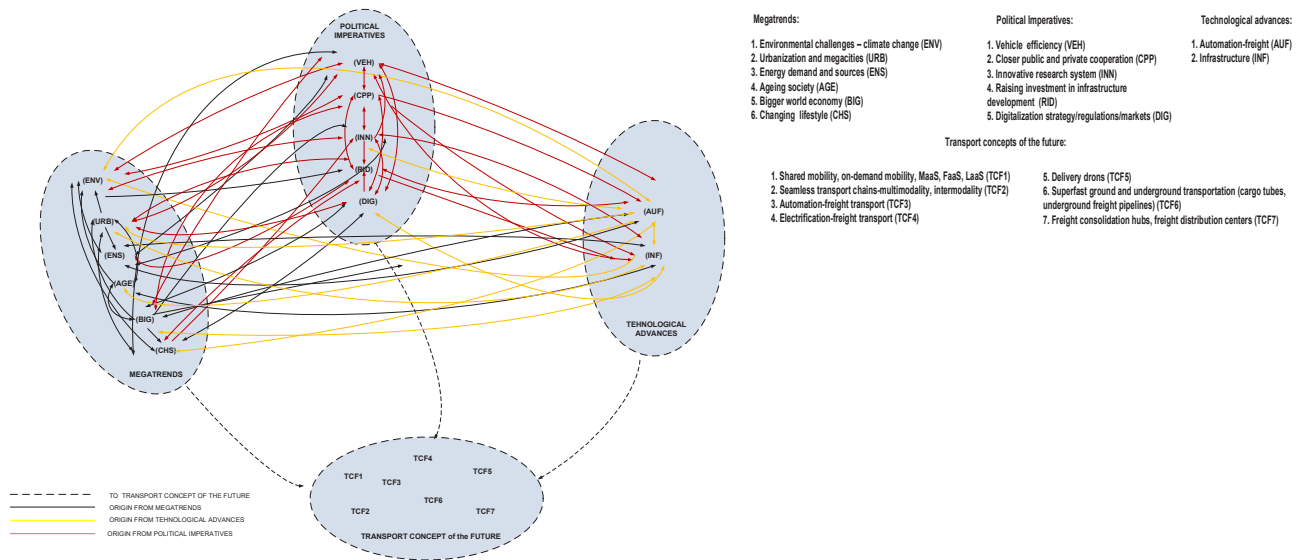 POLITICAL
IMPERATIVES
(VEH)
(CPP)
(INN)
(RID)
(DIG)
(ENV)
(URB)
(ENS)
(AGE)
(BIG)
(CHS)
MEGATRENDS
(AUF)
(INF)
TEHNOLOGICAL
ADVANCES
TCF4
TCF1
TCF3
TCF5
TCF6
TCF2
TCF7
TRANSPORT CONCEPT of the FUTURE
TO TRANSPORT CONCEPT OF THE FUTURE
ORIGIN FROM MEGATRENDS
ORIGIN FROM TEHNOLOGICAL ADVANCES
ORIGIN FROM POLITICAL IMPERATIVES
Megatrends:
1. Environmental challenges – climate change (ENV)
2. Urbanization and megacities (URB)
3. Energy demand and sources (ENS)
4. Ageing society (AGE)
5. Bigger world economy (BIG)
6. Changing lifestyle (CHS)
Political Imperatives:
1. Vehicle efficiency (VEH)
2. Closer public and private cooperation (CPP)
3. Innovative research system (INN)
4. Raising investment in infrastructure
development (RID)
5. Digitalization strategy/regulations/markets (DIG)
Technological advances:
1. Automation-freight (AUF)
2. Infrastructure (INF)
Transport concepts of the future:
1. Shared mobility, on-demand mobility, MaaS, FaaS, LaaS (TCF1)
2. Seamless transport chains-multimodality, intermodality (TCF2)
3. Automation-freight transport (TCF3)
4. Electrification-freight transport (TCF4)
5. Delivery drons (TCF5)
6. Superfast ground and underground transportation (cargo tubes,
underground freight pipelines) (TCF6)
7. Freight consolidation hubs, freight distribution centers (TCF7)